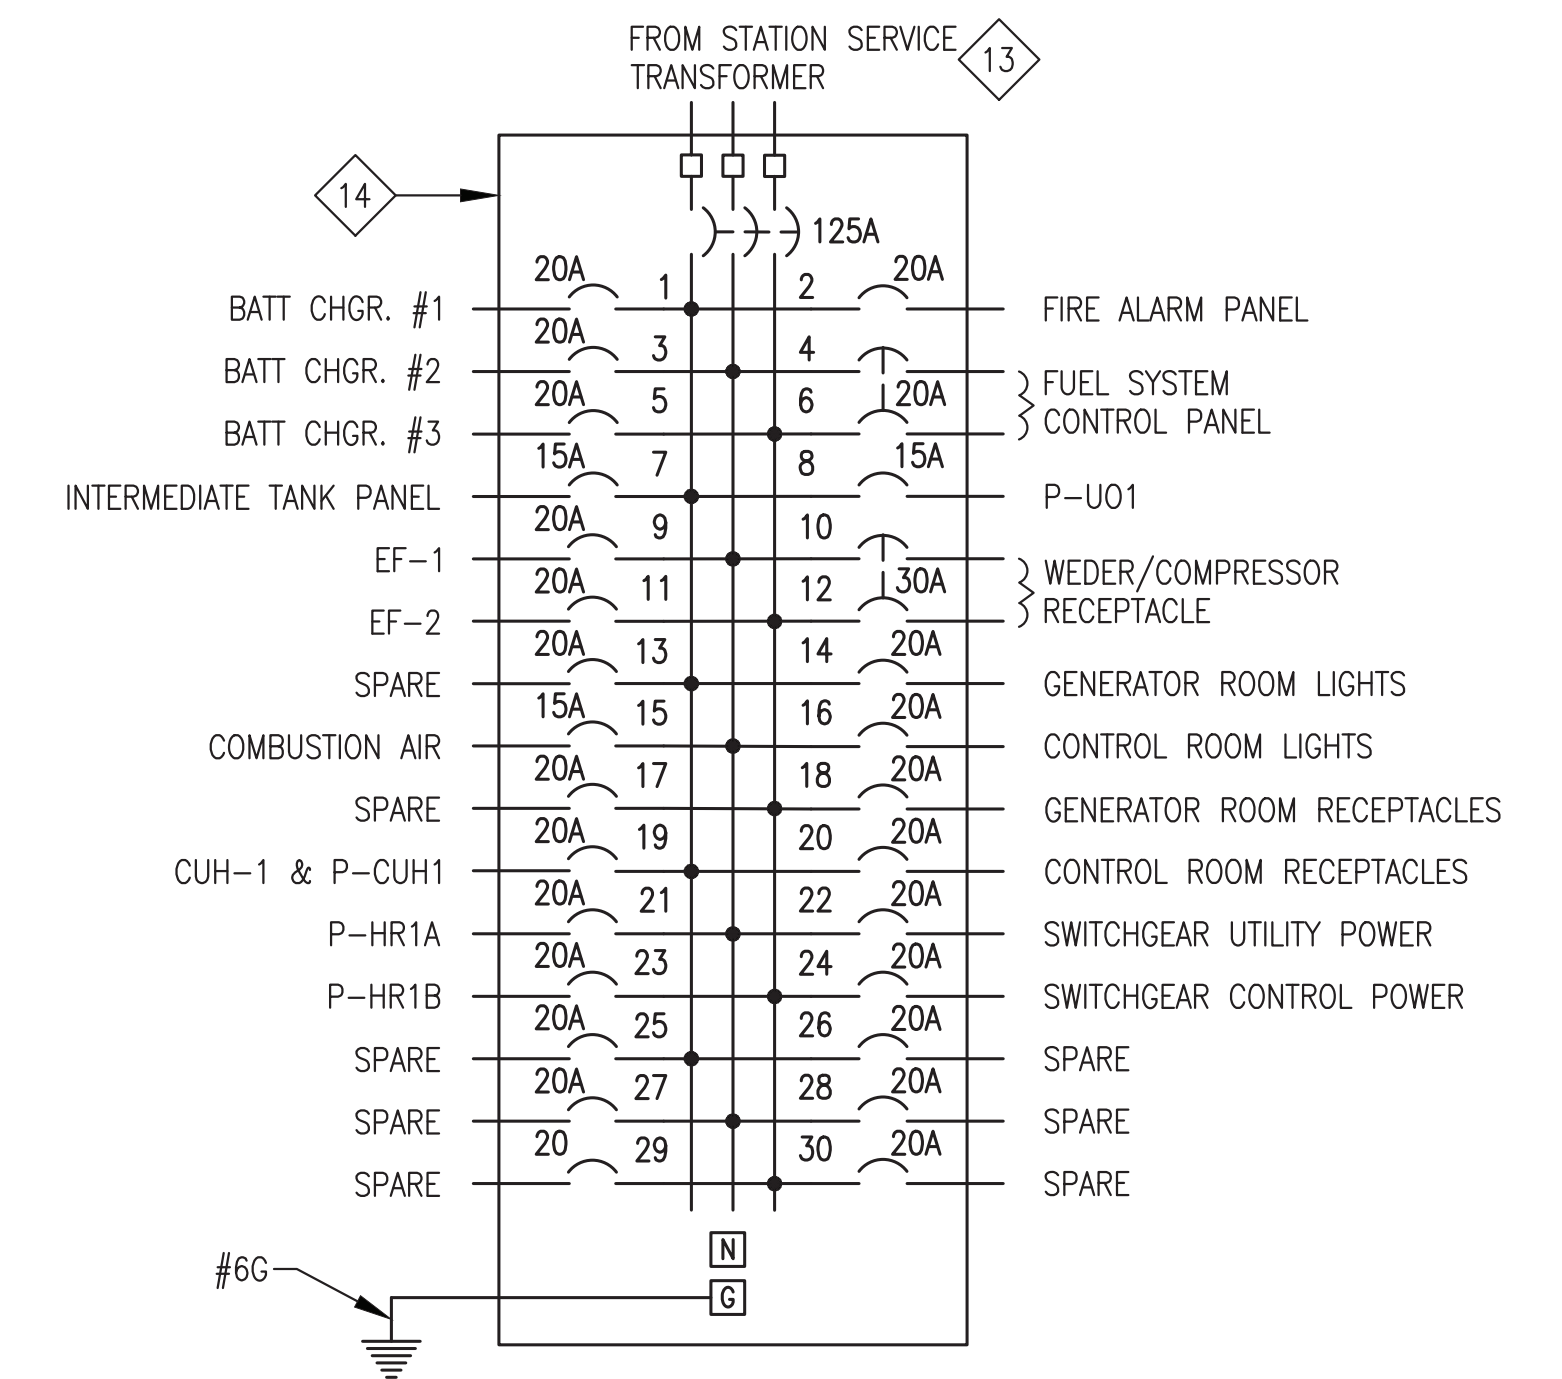 FROM STATION SERVICE
TRANSFORMER
13
14
125A
20A 1 2 20A
BATT CHGR. #1 FIRE ALARM PANEL
20A 3 4
BATT CHGR. #2 FUEL SYSTEM
20A 5 6 20A
BATT CHGR. #3 CONTROL PANEL
15A 7 8 15A
INTERMEDIATE TANK PANEL P-U01
20A 9 10
EF-1 WEDER/COMPRESSOR
20A 11 12 30A
EF-2 RECEPTACLE
20A 13 14 20A
SPARE GENERATOR ROOM LIGHTS
15A 15 16 20A
COMBUSTION AIR CONTROL ROOM LIGHTS
20A 17 18 20A
SPARE GENERATOR ROOM RECEPTACLES
20A 19 20 20A
CUH-1 & P-CUH1 CONTROL ROOM RECEPTACLES
20A 21 22 20A
P-HR1A SWITCHGEAR UTILITY POWER
20A 23 24 20A
P-HR1B SWITCHGEAR CONTROL POWER
20A 25 26 20A
SPARE SPARE
20A 27 28 20A
SPARE SPARE
20 29 30 20A
SPARE SPARE
N
#6G
G